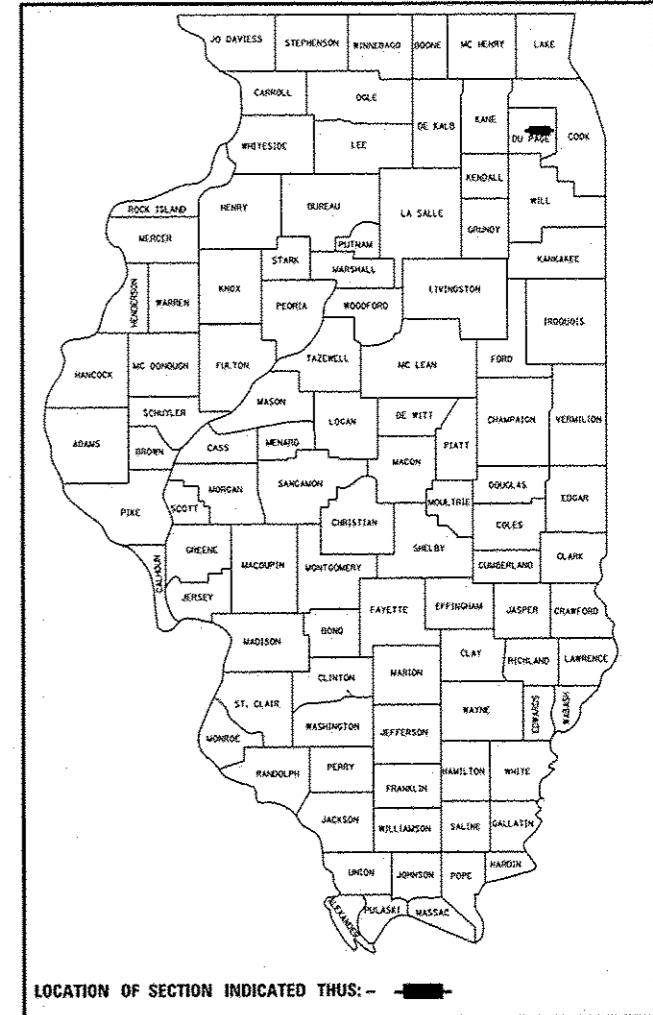 JO DAVIESS
STEPHENSON
WINNEBAGO
BOONE
MC HENRY
LAKE
CARROLL
OGLE
DE KALB
KANE
DU PAGE
COOK
WHITESIDE
LEE
KENDALL
WILL
ROCK ISLAND
HENRY
BUREAU
LA SALLE
GRUNDY
MERCER
PUTNAM
STARK
MARSHALL
KANKAKEE
HENDERSON
WARREN
KNOX
PEORIA
WOODFORD
LIVINGSTON
IROQUOIS
HANCOCK
MC DONOUGH
FULTON
TAZEWELL
MC LEAN
FORD
MASON
SCHUYLER
LOGAN
DE WITT
CHAMPAIGN
VERMILION
ADAMS
BROWN
CASS
MENARD
PIATT
MACON
MORGAN
SANGAMON
DOUGLAS
EDGAR
PIKE
SCOTT
CHRISTIAN
MOULTRIE
COLES
GREENE
SHELBY
CALHOUN
MACOUPIN
MONTGOMERY
CUMBERLAND
CLARK
JERSEY
FAYETTE
EFFINGHAM
JASPER
CRAWFORD
MADISON
BOND
CLAY
RICHLAND
LAWRENCE
CLINTON
MARION
ST. CLAIR
WAYNE
EDWARDS
WABASH
WASHINGTON
JEFFERSON
MONROE
RANDOLPH
PERRY
HAMILTON
WHITE
FRANKLIN
JACKSON
WILLIAMSON
SALINE
GALLATIN
UNION
JOHNSON
POPE
HARDIN
ALEXANDER
PULASKI
MASSAC
LOCATION OF SECTION INDICATED THUS: -